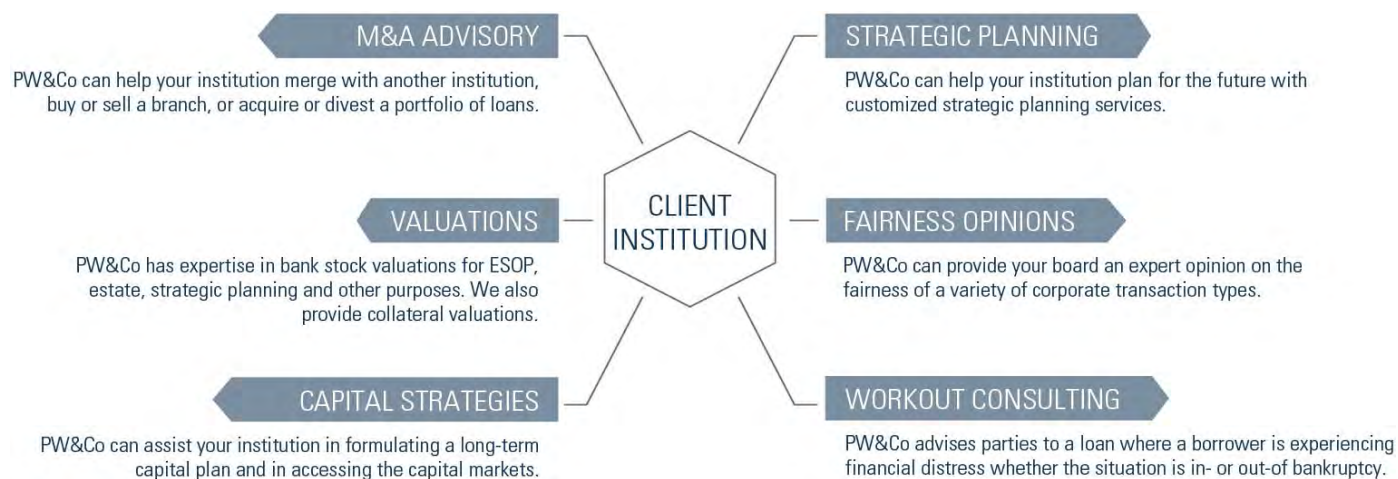 M&A ADVISORY
PW&Co can help your institution merge with another institution,
buy or sell a branch, or acquire or divest a portfolio of loans.
VALUATIONS
PW&Co has expertise in bank stock valuations for ESOP,
estate, strategic planning and other purposes. We also
provide collateral valuations.
CAPITAL STRATEGIES
PW&Co can assist your institution in formulating a long-term
capital plan and in accessing the capital markets.
CLIENT
INSTITUTION
STRATEGIC PLANNING
PW&Co can help your institution plan for the future with
customized strategic planning services.
FAIRNESS OPINIONS
PW&Co can provide your board an expert opinion on the
fairness of a variety of corporate transaction types.
WORKOUT CONSULTING
PW&Co advises parties to a loan where a borrower is experiencing
financial distress whether the situation is in- or out-of bankruptcy.